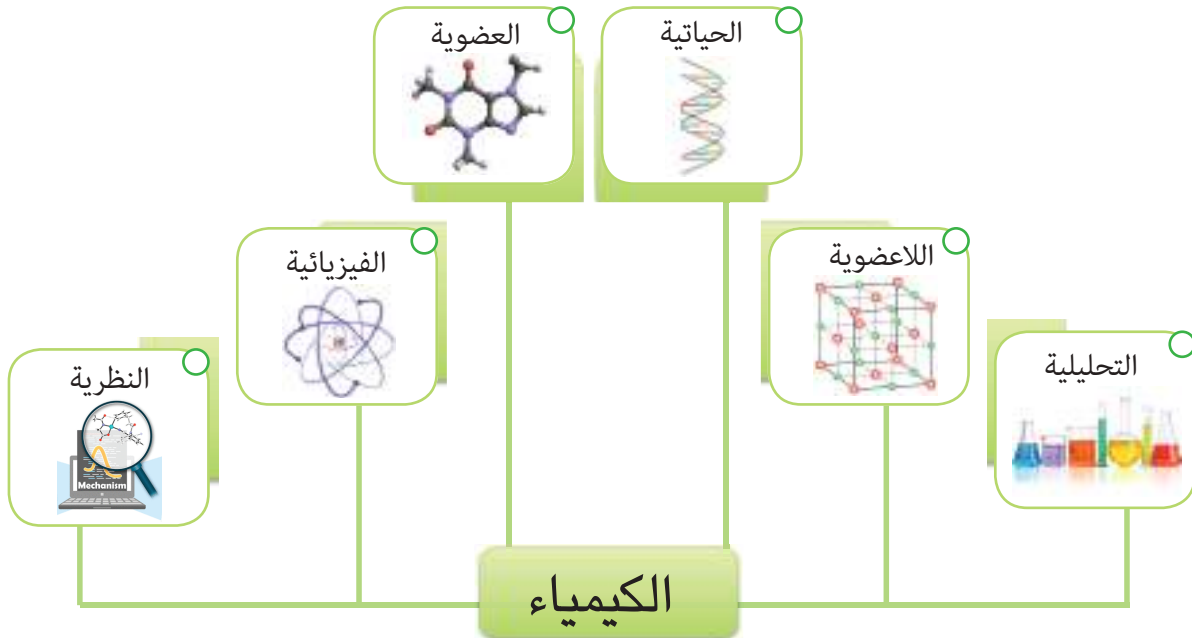 الحياتية
العضوية
اللاعضوية
الفيزيائية
التحليلية
النظرية
Mechanism
الكيمياء